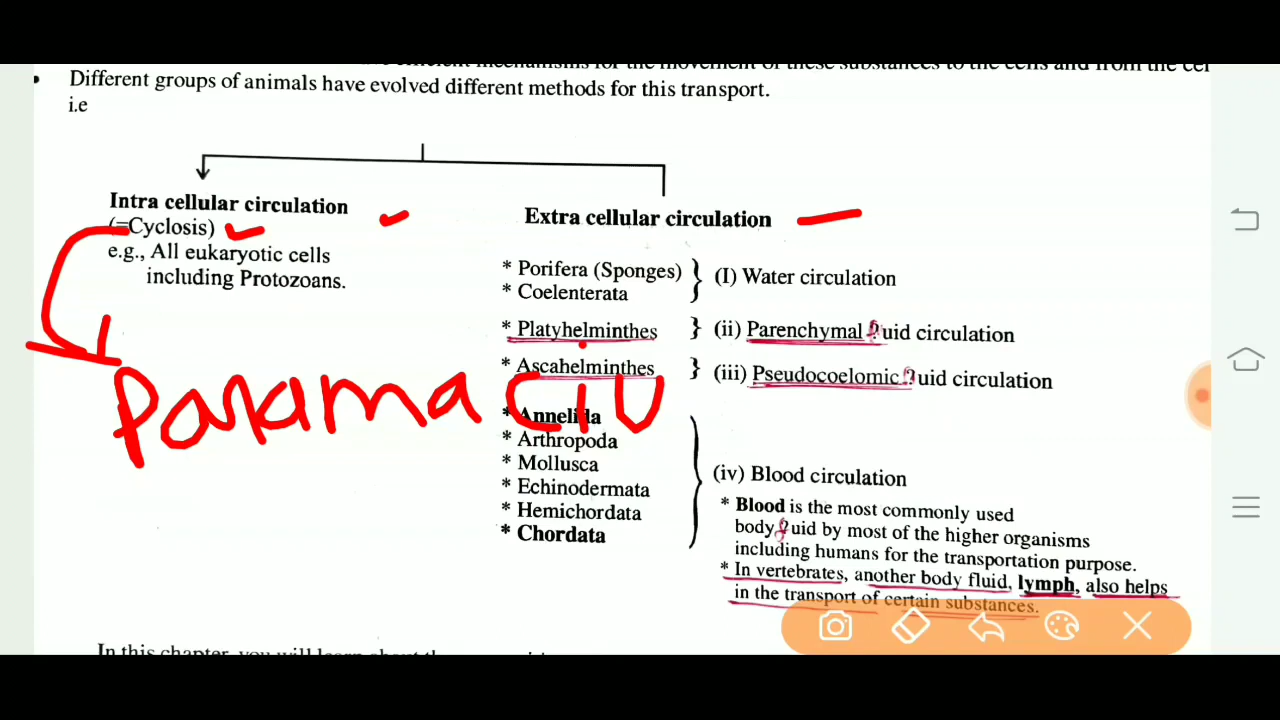 Different groups of animals have evolved different methods for this transport.
i.e
Intra cellular circulation
(=Cyclosis)
e.g., All eukaryotic cells
including Protozoans.
Extra cellular circulation
* Porifera (Sponges)
* Coelenterata
(I) Water circulation
* Platyhelminthes
(ii) Parenchymal fluid circulation
* Ascahelminthes
(iii) Pseudocoelomic fluid circulation
ParamaCIU
* Annelida
* Arthropoda
* Mollusca
* Echinodermata
* Hemichordata
* Chordata
(iv) Blood circulation
* Blood is the most commonly used
body fluid by most of the higher organisms
including humans for the transportation purpose.
* In vertebrates, another body fluid, lymph, also helps
in the transport of certain substances.